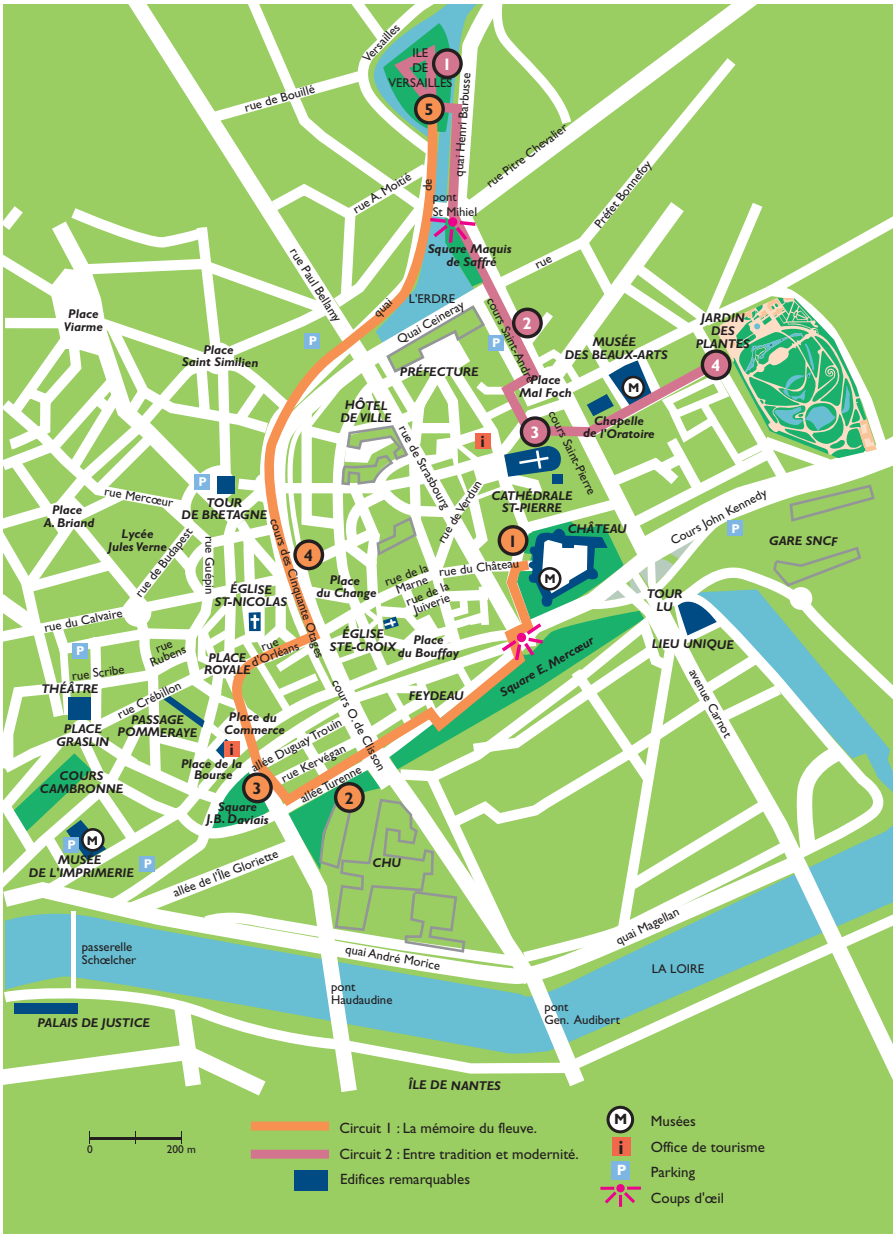 Versailles
ILE
DE
VERSAILLES
1
5
rue de Bouillé
quai Henri Barbusse
rue Pitre Chevalier
rue A. Moitié
de
pont
St Mihiel
Préfet Bonnefoy
Square Maquis
de Saffré
rue
rue Paul Bellamy
quai
L'ERDRE
Quai Ceineray
cours Saint-André
2
Place
Viarme
P
Place
Saint Similien
P
PRÉFECTURE
MUSÉE
DES BEAUX-ARTS
JARDIN
DES
PLANTES
4
M
Place
Mal Foch
HÔTEL
DE VILLE
Chapelle
de l'Oratoire
3
i
cours Saint-Pierre
rue de Strasbourg
rue de Verdun
CATHÉDRALE
ST-PIERRE
P
rue Mercœur
TOUR
DE BRETAGNE
Place
A. Briand
Lycée
Jules Verne
rue de Budapest
rue Guépin
cours des Cinquante Otages
4
1
CHÂTEAU
M
Cours John Kennedy
P
GARE SNCF
Place
du Change
rue de la
Marne
rue du Château
rue de la
Juiverie
ÉGLISE
ST-NICOLAS
rue du Calvaire
TOUR
LU
LIEU UNIQUE
ÉGLISE
STE-CROIX
Place
du Bouffay
rue
d'Orléans
rue
Rubens
PLACE
ROYALE
P
rue Scribe
THÉÂTRE
rue Crébillon
PLACE
GRASLIN
PASSAGE
POMMERAYE
Place du
Commerce
i
Place de la
Bourse
FEYDEAU
Square E. Mercœur
avenue Carnot
cours O. de Clisson
allée Duguay Trouin
rue Kervégan
allée Turenne
2
3
Square
J.B. Daviais
COURS
CAMBRONNE
M
P
MUSÉE
DE L'IMPRIMERIE
P
allée de l'Île Gloriette
CHU
quai Magellan
quai André Morice
passerelle
Schœlcher
LA LOIRE
pont
Haudaudine
pont
Gen. Audibert
PALAIS DE JUSTICE
ÎLE DE NANTES
0 200 m
Circuit 1 : La mémoire du fleuve.
Circuit 2 : Entre tradition et modernité.
Edifices remarquables
M Musées
i Office de tourisme
P Parking
Coups d'œil